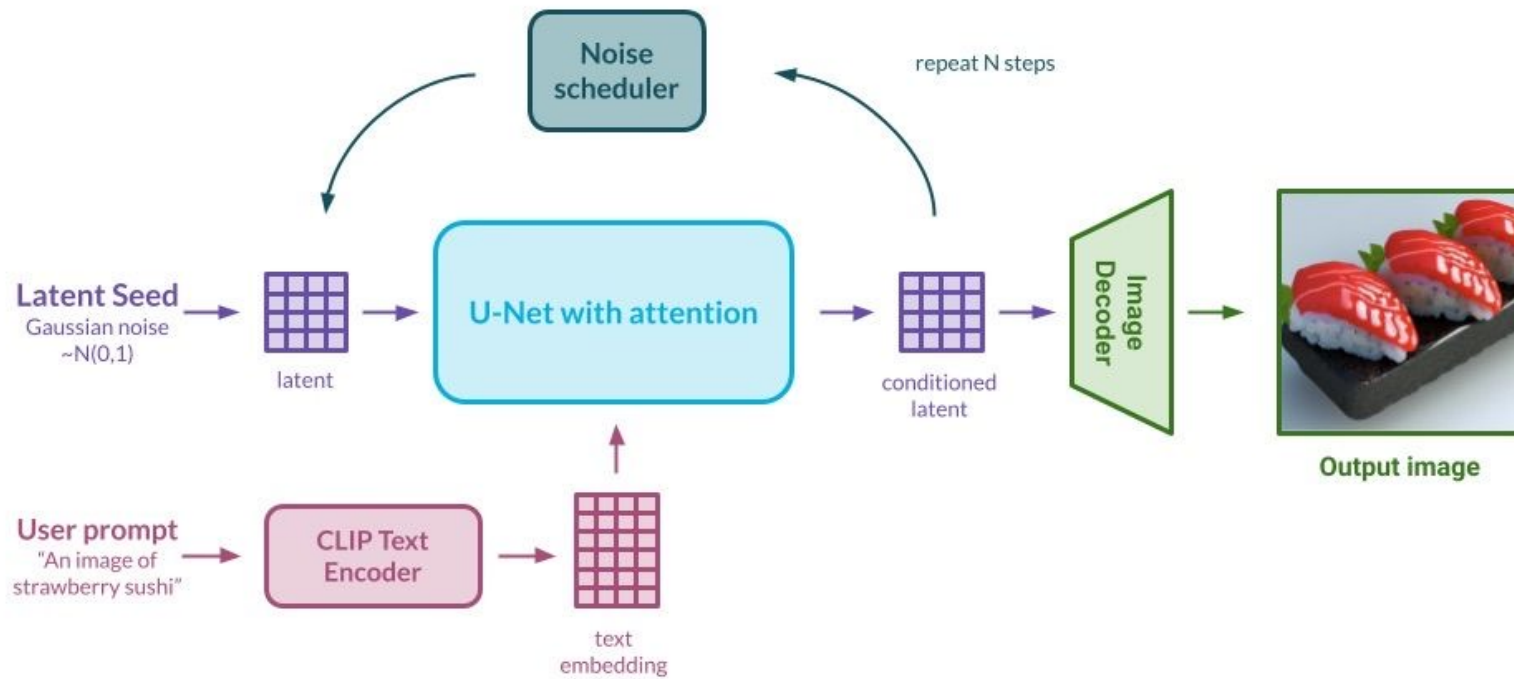 Noise
scheduler
repeat N steps
Latent Seed
Gaussian noise
~N(0,1)
latent
U-Net with attention
conditioned
latent
Image
Decoder
Output image
User prompt
“An image of
strawberry sushi”
CLIP Text
Encoder
text
embedding